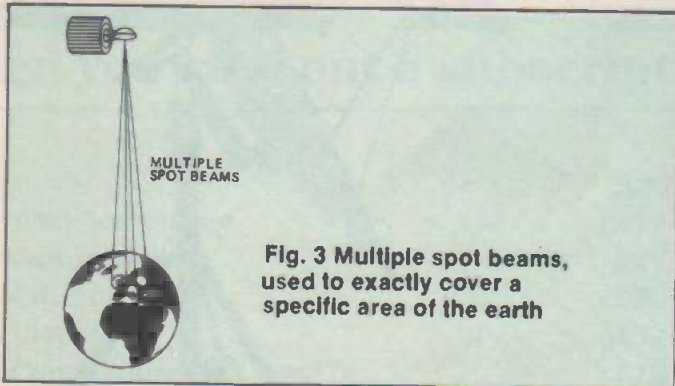 MULTIPLE
SPOT BEAMS
Fig. 3 Multiple spot beams,
used to exactly cover a
specific area of the earth